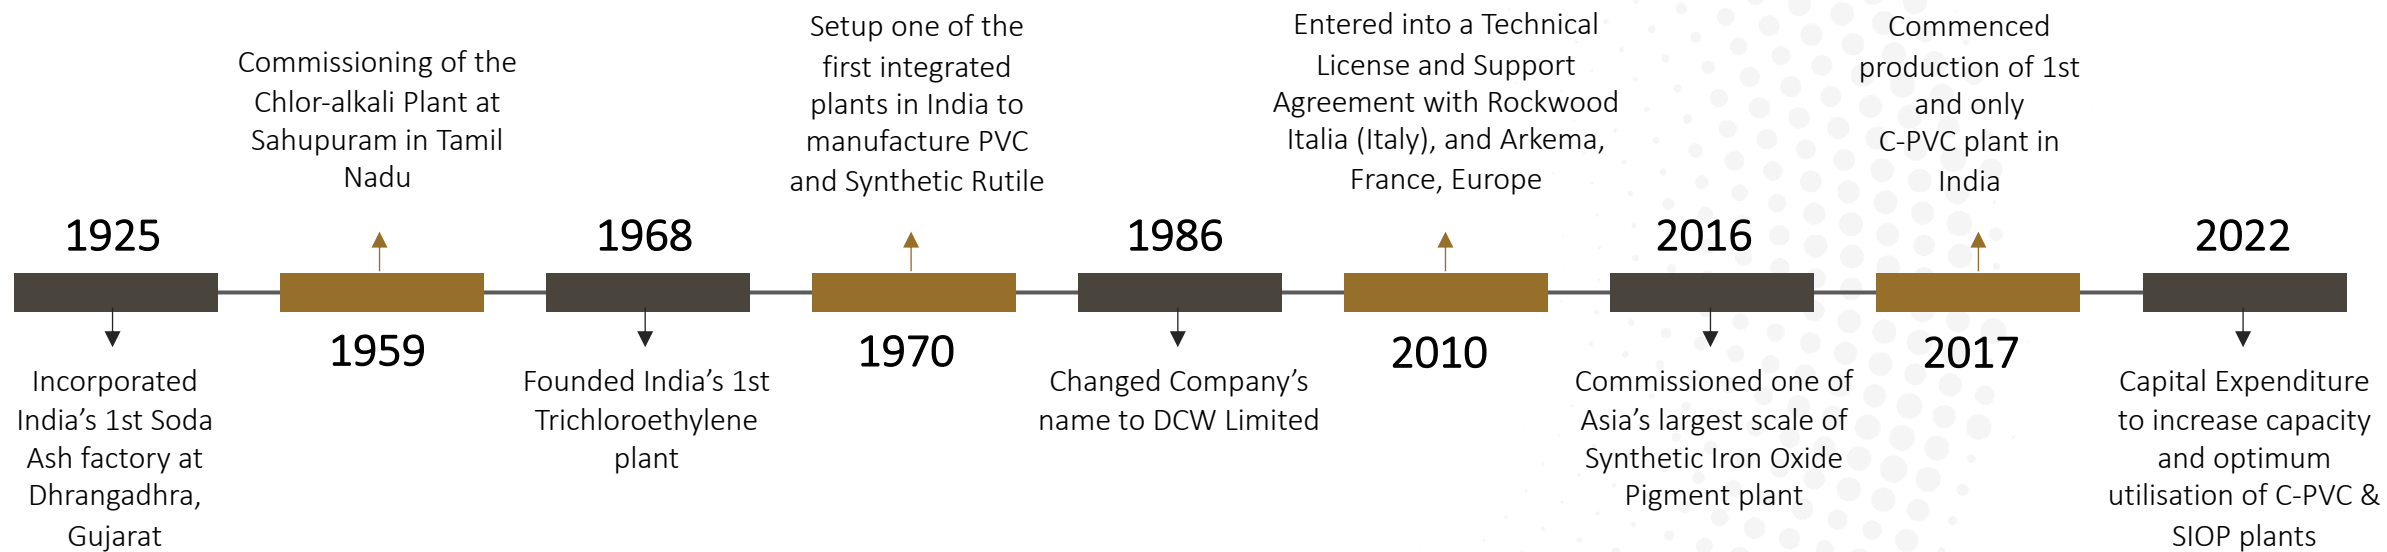 1925
Incorporated
India’s 1st Soda
Ash factory at
Dhrangadhra,
Gujarat
Commissioning of the
Chlor-alkali Plant at
Sahupuram in Tamil
Nadu
1959
1968
Founded India’s 1st
Trichloroethylene
plant
Setup one of the
first integrated
plants in India to
manufacture PVC
and Synthetic Rutile
1970
1986
Changed Company’s
name to DCW Limited
Entered into a Technical
License and Support
Agreement with Rockwood
Italia (Italy), and Arkema,
France, Europe
2010
2016
Commissioned one of
Asia’s largest scale of
Synthetic Iron Oxide
Pigment plant
Commenced
production of 1st
and only
C-PVC plant in
India
2017
2022
Capital Expenditure
to increase capacity
and optimum
utilisation of C-PVC &
SIOP plants